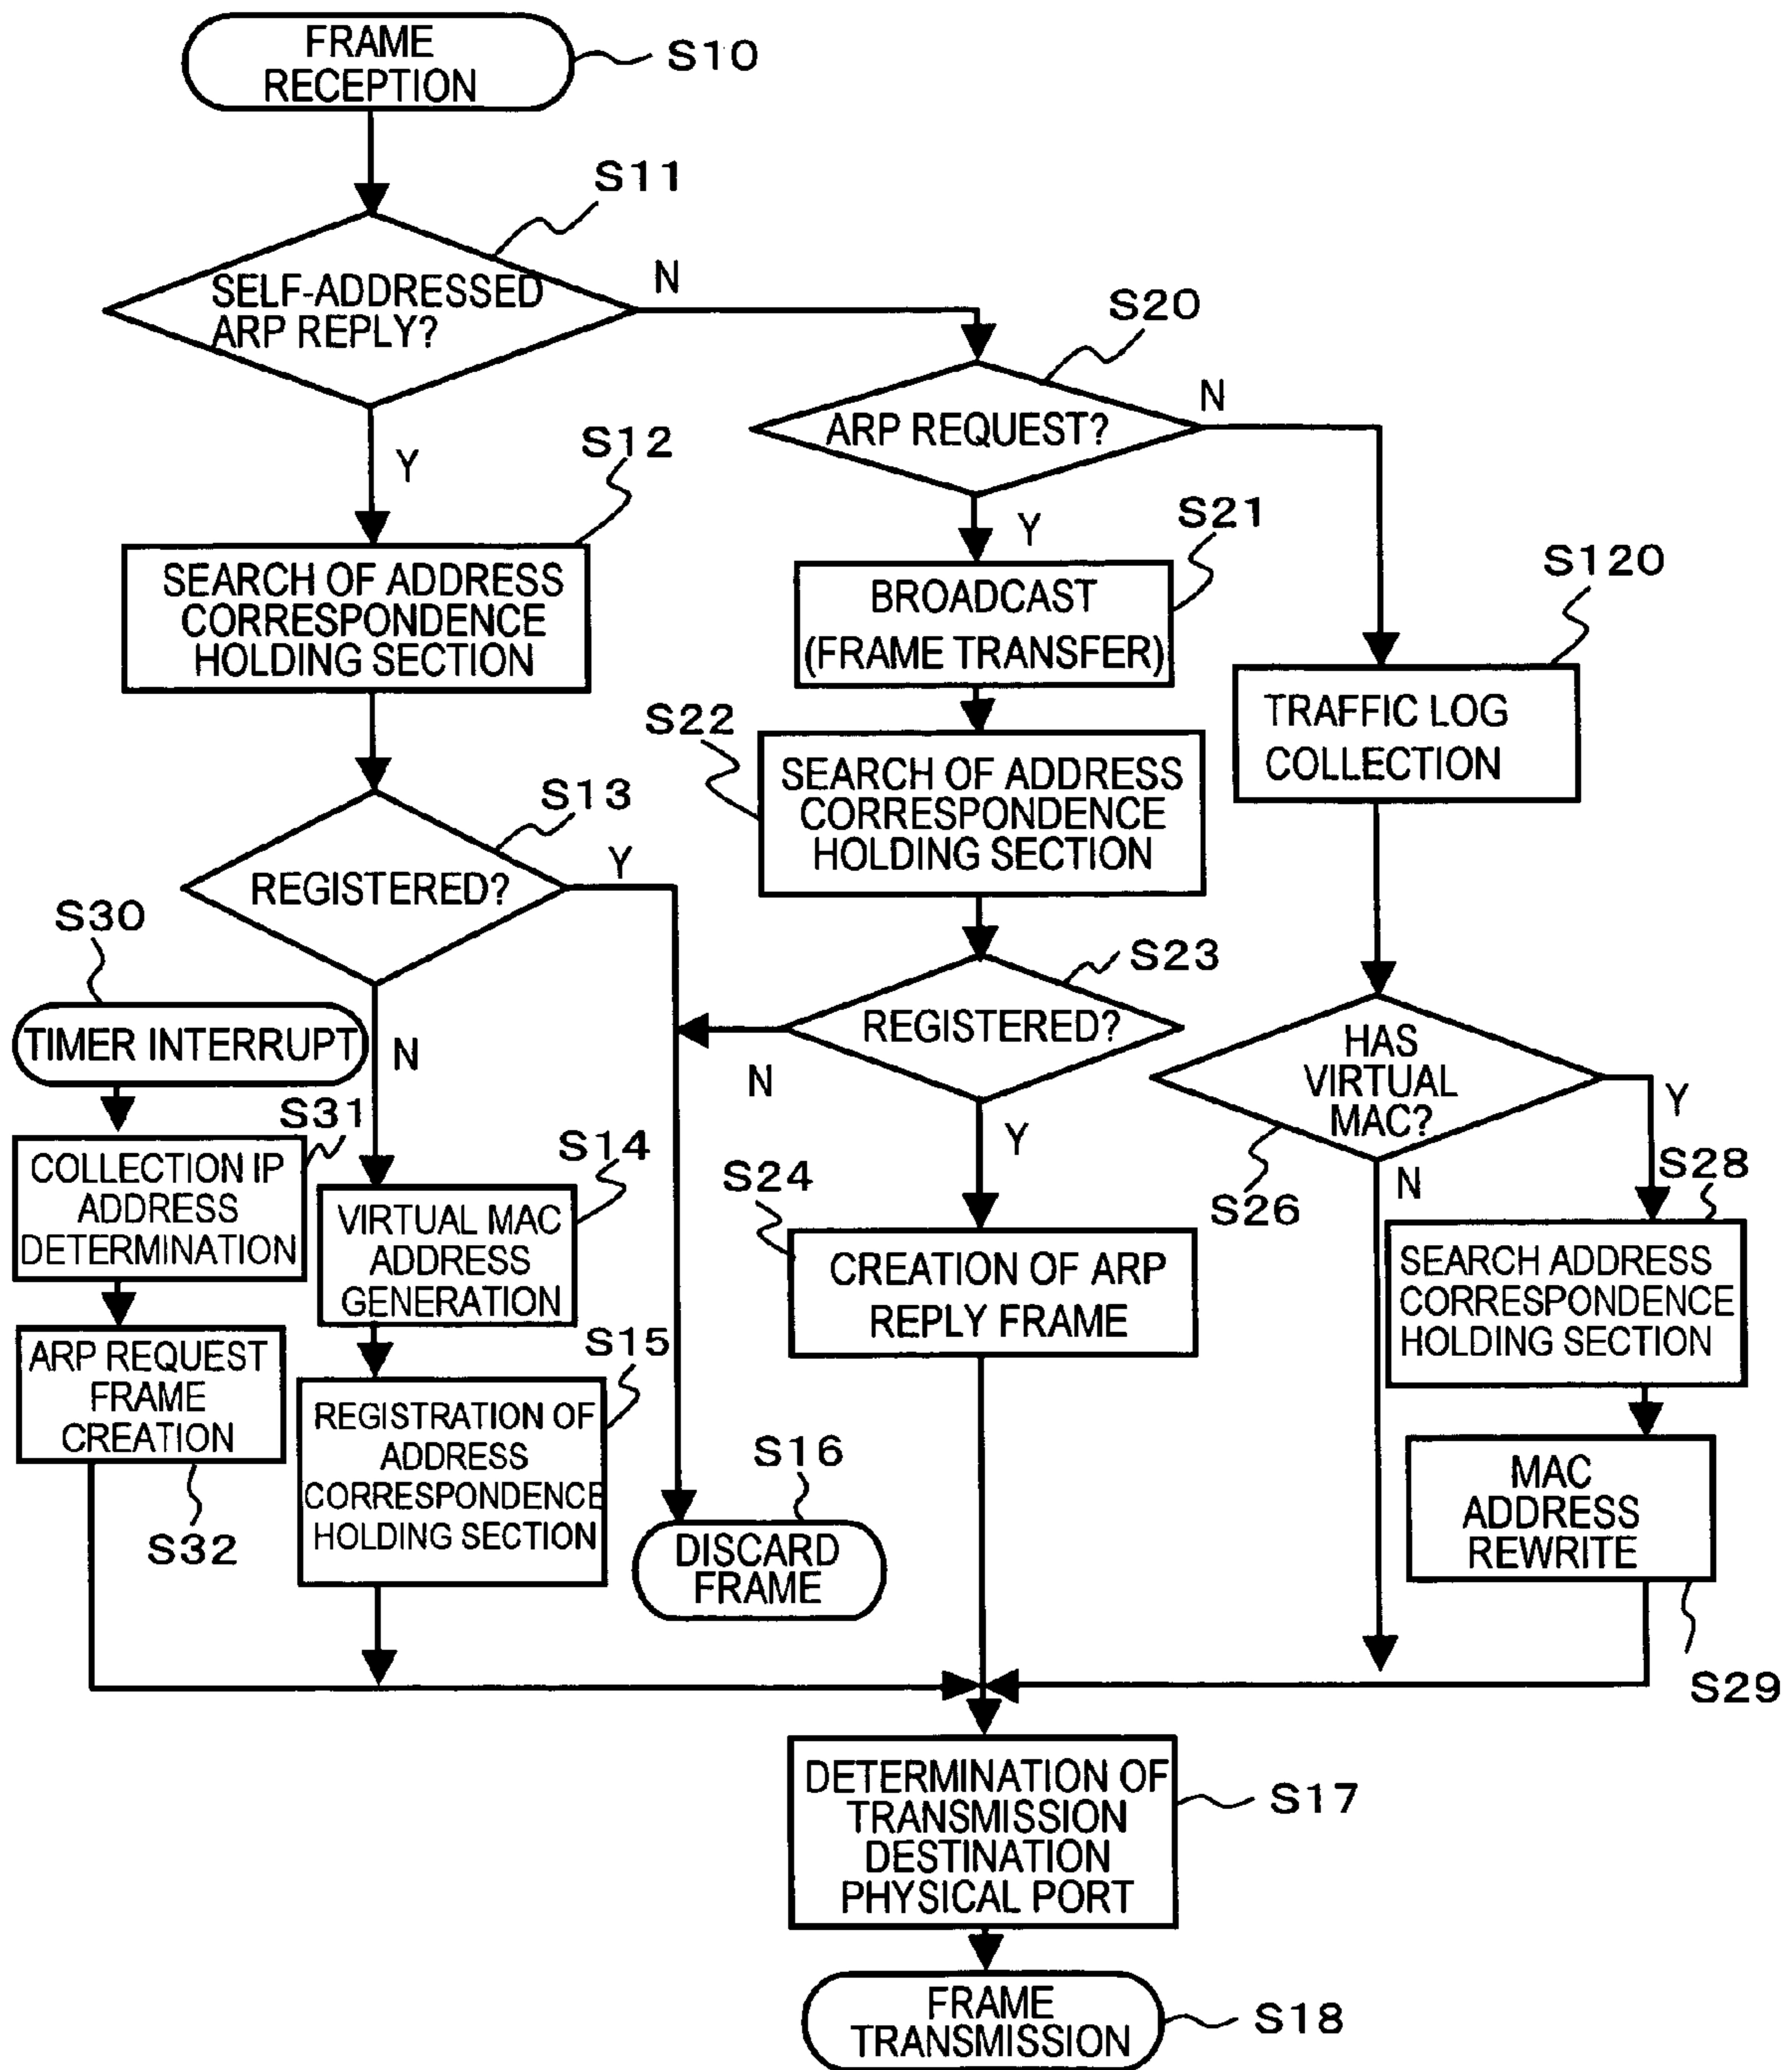 FRAME
RECEPTION
S10
S11
SELF-ADDRESSED
ARP REPLY?
N
S20
ARP REQUEST?
N
Y
S12
SEARCH OF ADDRESS
CORRESPONDENCE
HOLDING SECTION
Y
S21
BROADCAST
(FRAME TRANSFER)
S120
TRAFFIC LOG
COLLECTION
S22
SEARCH OF ADDRESS
CORRESPONDENCE
HOLDING SECTION
S13
REGISTERED?
Y
N
S30
TIMER INTERRUPT
S23
REGISTERED?
N
Y
HAS
VIRTUAL
MAC?
Y
N
S26
S31
COLLECTION IP
ADDRESS
DETERMINATION
S14
VIRTUAL MAC
ADDRESS
GENERATION
S24
CREATION OF ARP
REPLY FRAME
S28
SEARCH ADDRESS
CORRESPONDENCE
HOLDING SECTION
ARP REQUEST
FRAME
CREATION
S32
S15
REGISTRATION OF
ADDRESS
CORRESPONDENCE
HOLDING SECTION
S16
DISCARD
FRAME
MAC
ADDRESS
REWRITE
S29
DETERMINATION OF
TRANSMISSION
DESTINATION
PHYSICAL PORT
S17
FRAME
TRANSMISSION
S18